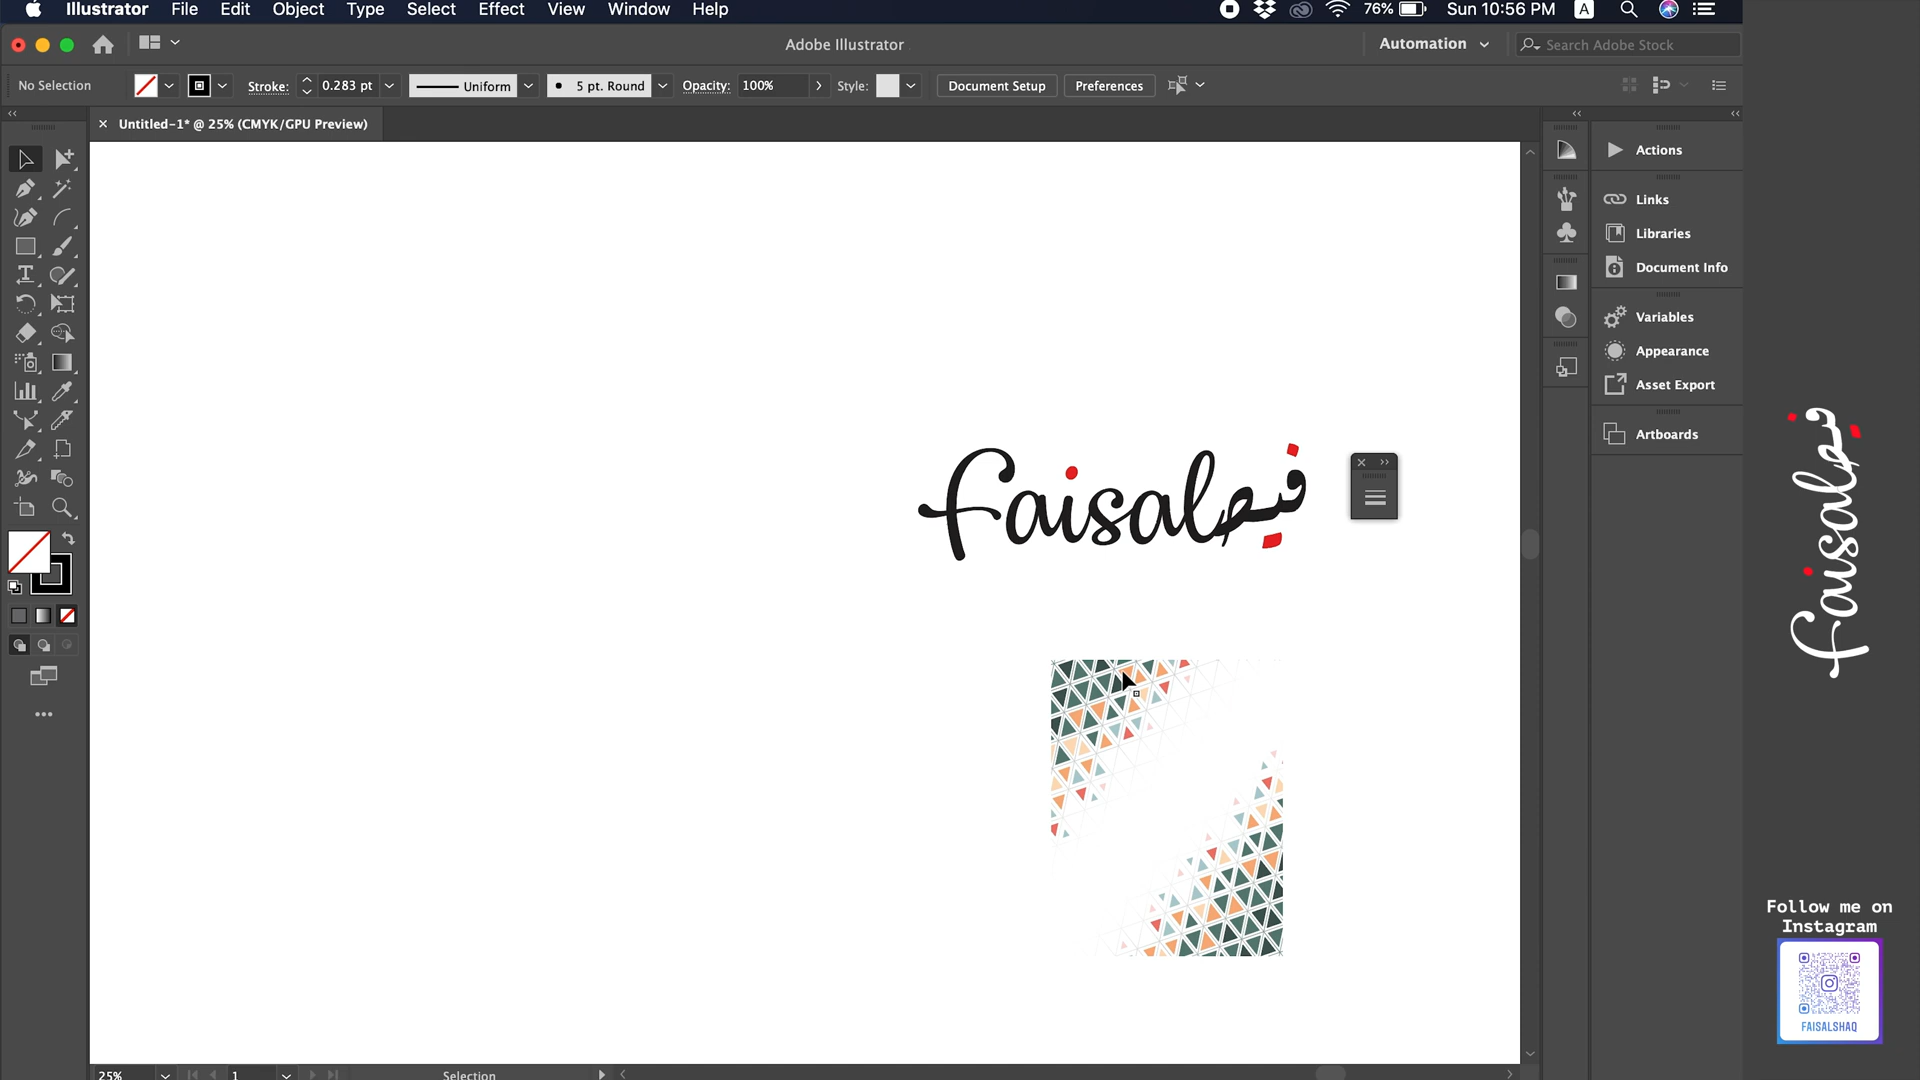 Illustrator File Edit Object Type Select Effect View Window Help 76% Sun 10:56 PM A
Adobe Illustrator Automation Search Adobe Stock
No Selection Stroke: 0.283 pt Uniform 5 pt. Round Opacity: 100% Style: Document Setup Preferences
Untitled-1* @ 25% (CMYK/GPU Preview)
Actions
Links
Libraries
Document Info
Variables
Appearance
Asset Export
Artboards
faisal فيص
faisal فيص
Follow me on
Instagram
FAISALSHAQ
25% 1 Selection